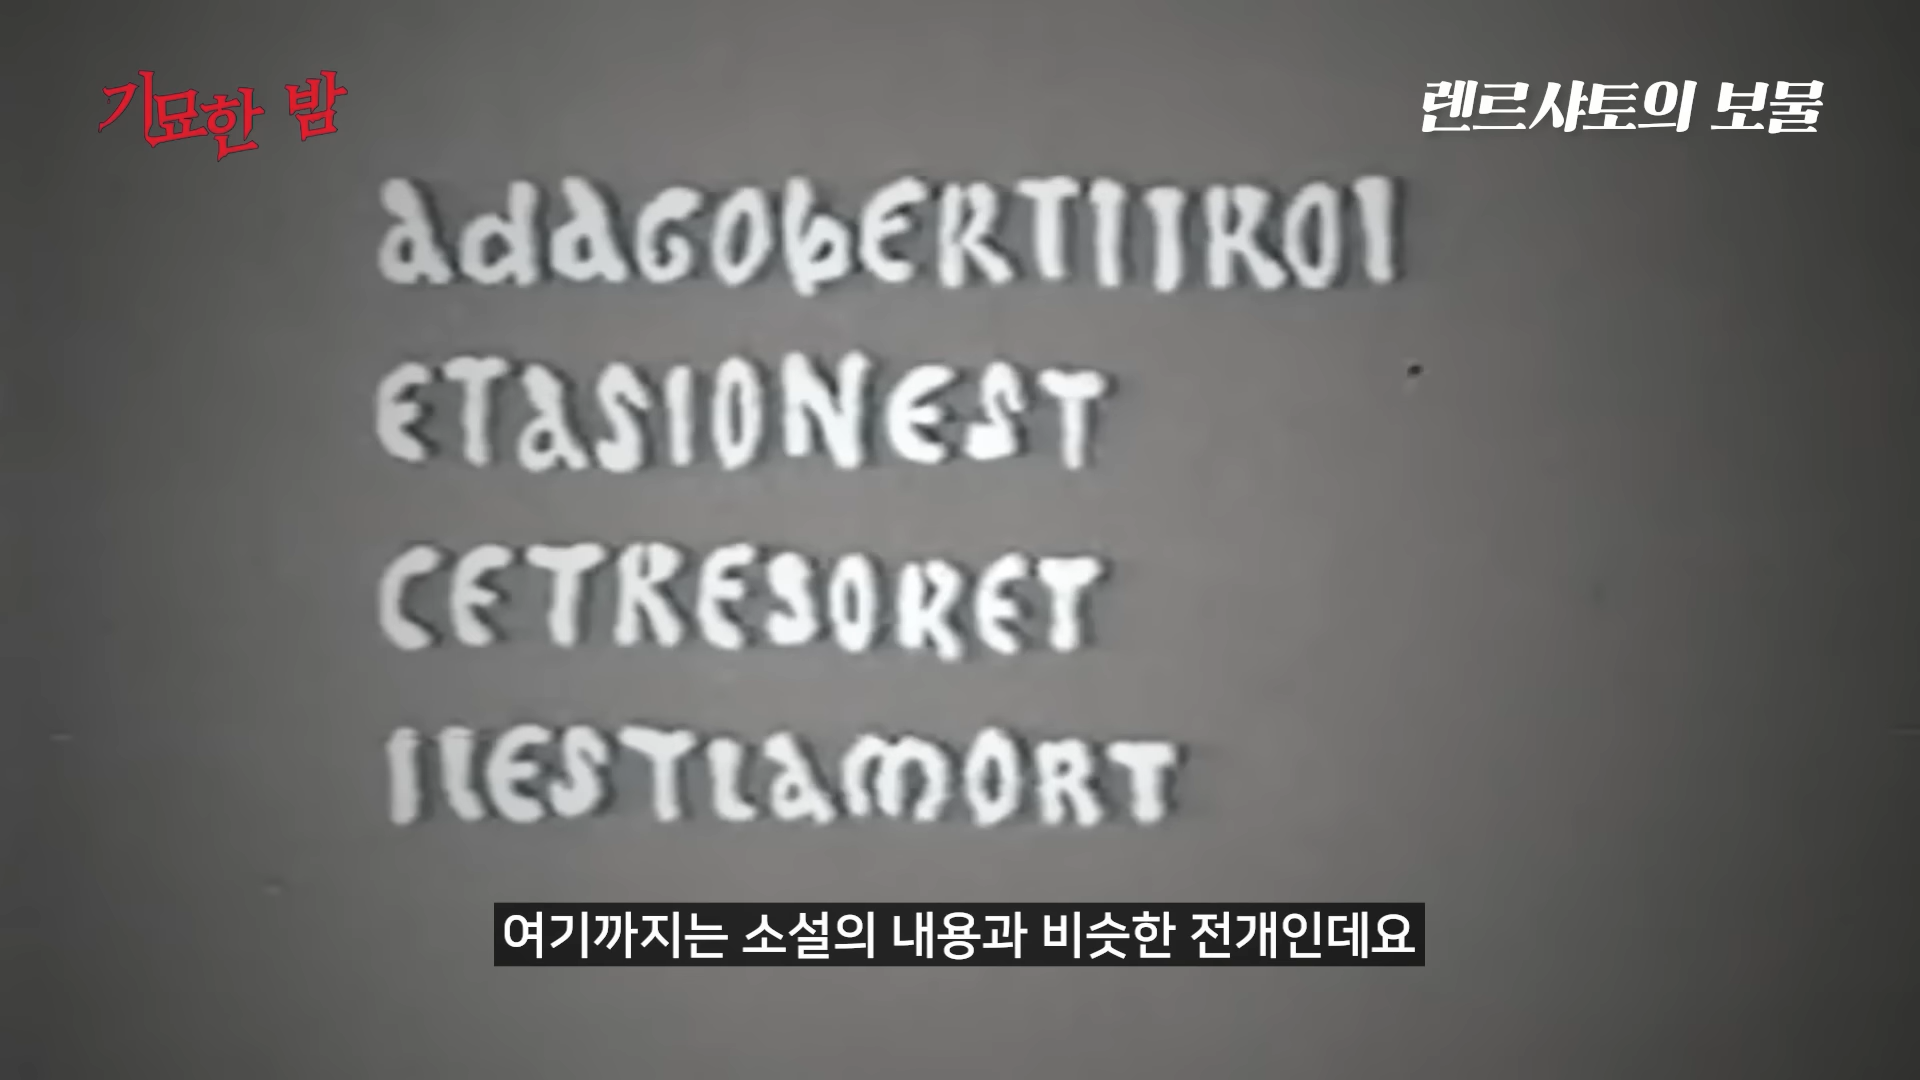 기묘한 밤
렌르샤토의 보물
adaGObERTIIROI
ETaSIONEST
CETRESORET
ILESTLamORT
여기까지는 소설의 내용과 비슷한 전개인데요